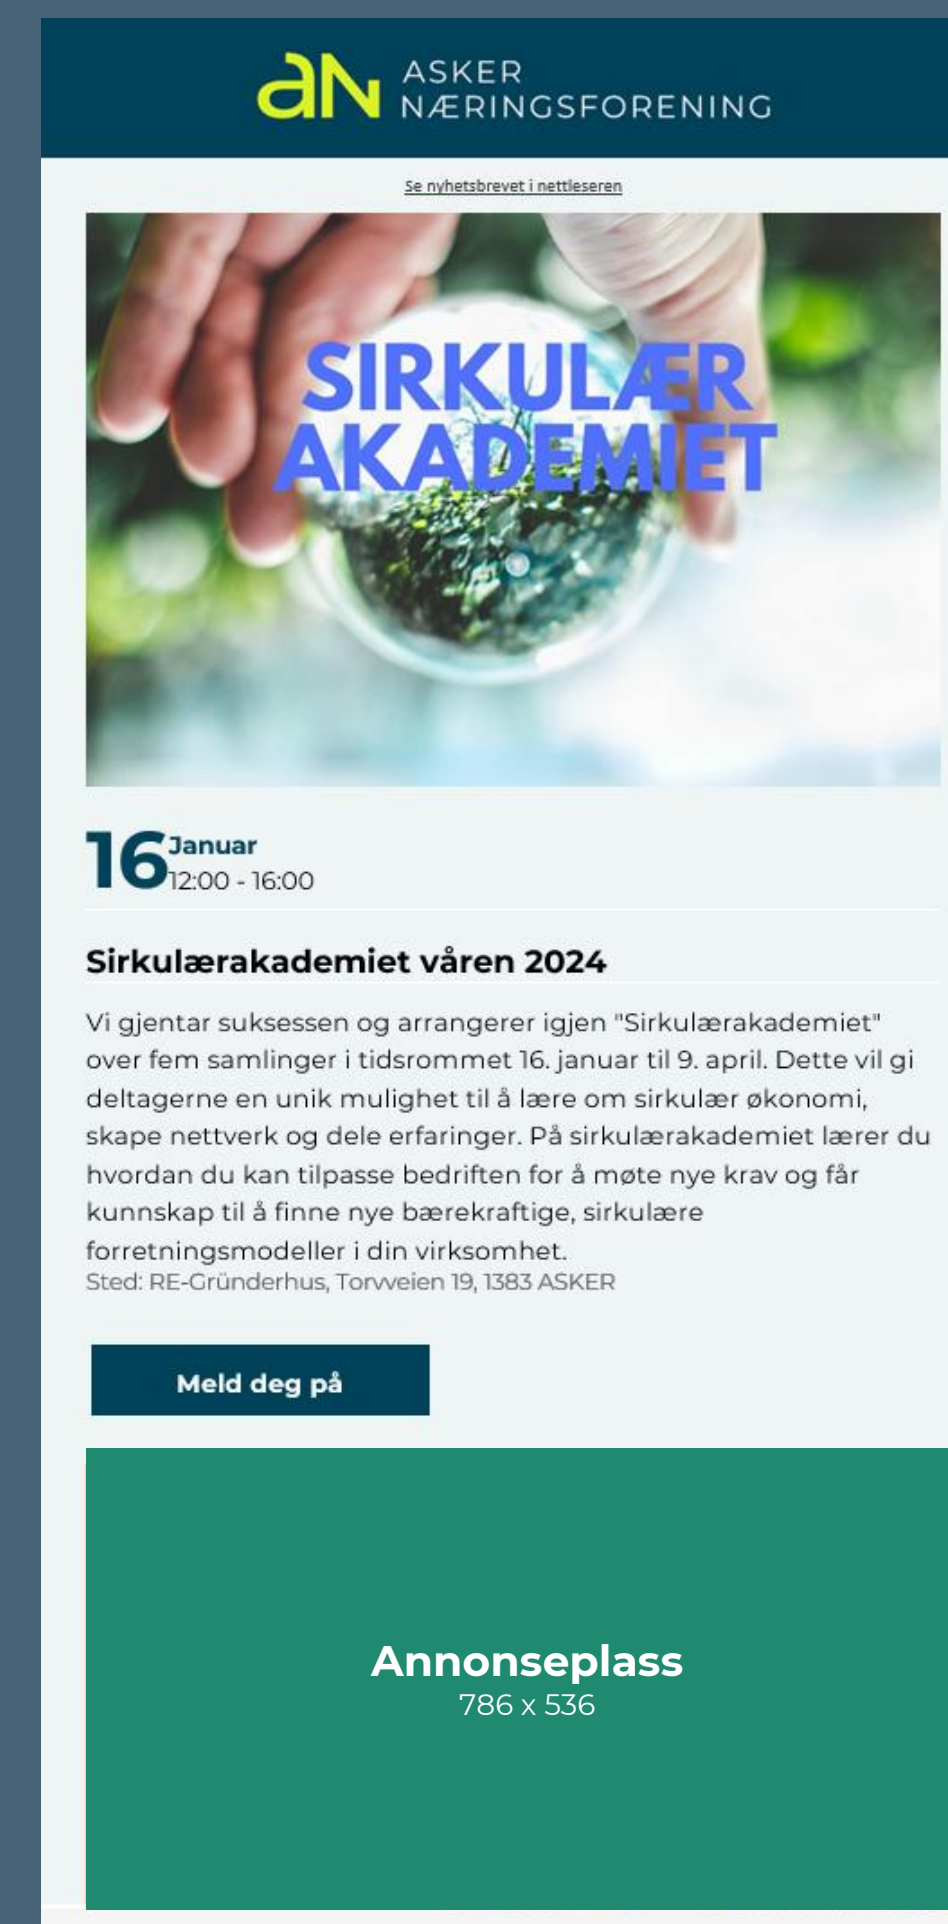 aN ASKER
NÆRINGSFORENING
Se nyhetsbrevet i nettleseren
SIRKULÆR
AKADEMIET
16 Januar
12:00 - 16:00
Sirkulærakademiet våren 2024
Vi gjentar suksessen og arrangerer igjen "Sirkulærakademiet"
over fem samlinger i tidsrommet 16. januar til 9. april. Dette vil gi
deltagerne en unik mulighet til å lære om sirkulær økonomi,
skape nettverk og dele erfaringer. På sirkulærakademiet lærer du
hvordan du kan tilpasse bedriften for å møte nye krav og får
kunnskap til å finne nye bærekraftige, sirkulære
forretningsmodeller i din virksomhet.
Sted: RE-Gründerhus, Torvveien 19, 1383 ASKER
Meld deg på
Annonseplass
786 x 536